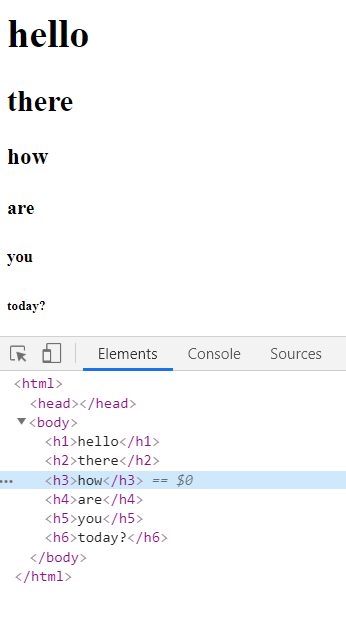 hello
there
how
are
you
today?
Elements Console Sources
<html>
<head></head>
<body>
<h1>hello</h1>
<h2>there</h2>
... <h3>how</h3> == $0
<h4>are</h4>
<h5>you</h5>
<h6>today?</h6>
</body>
</html>